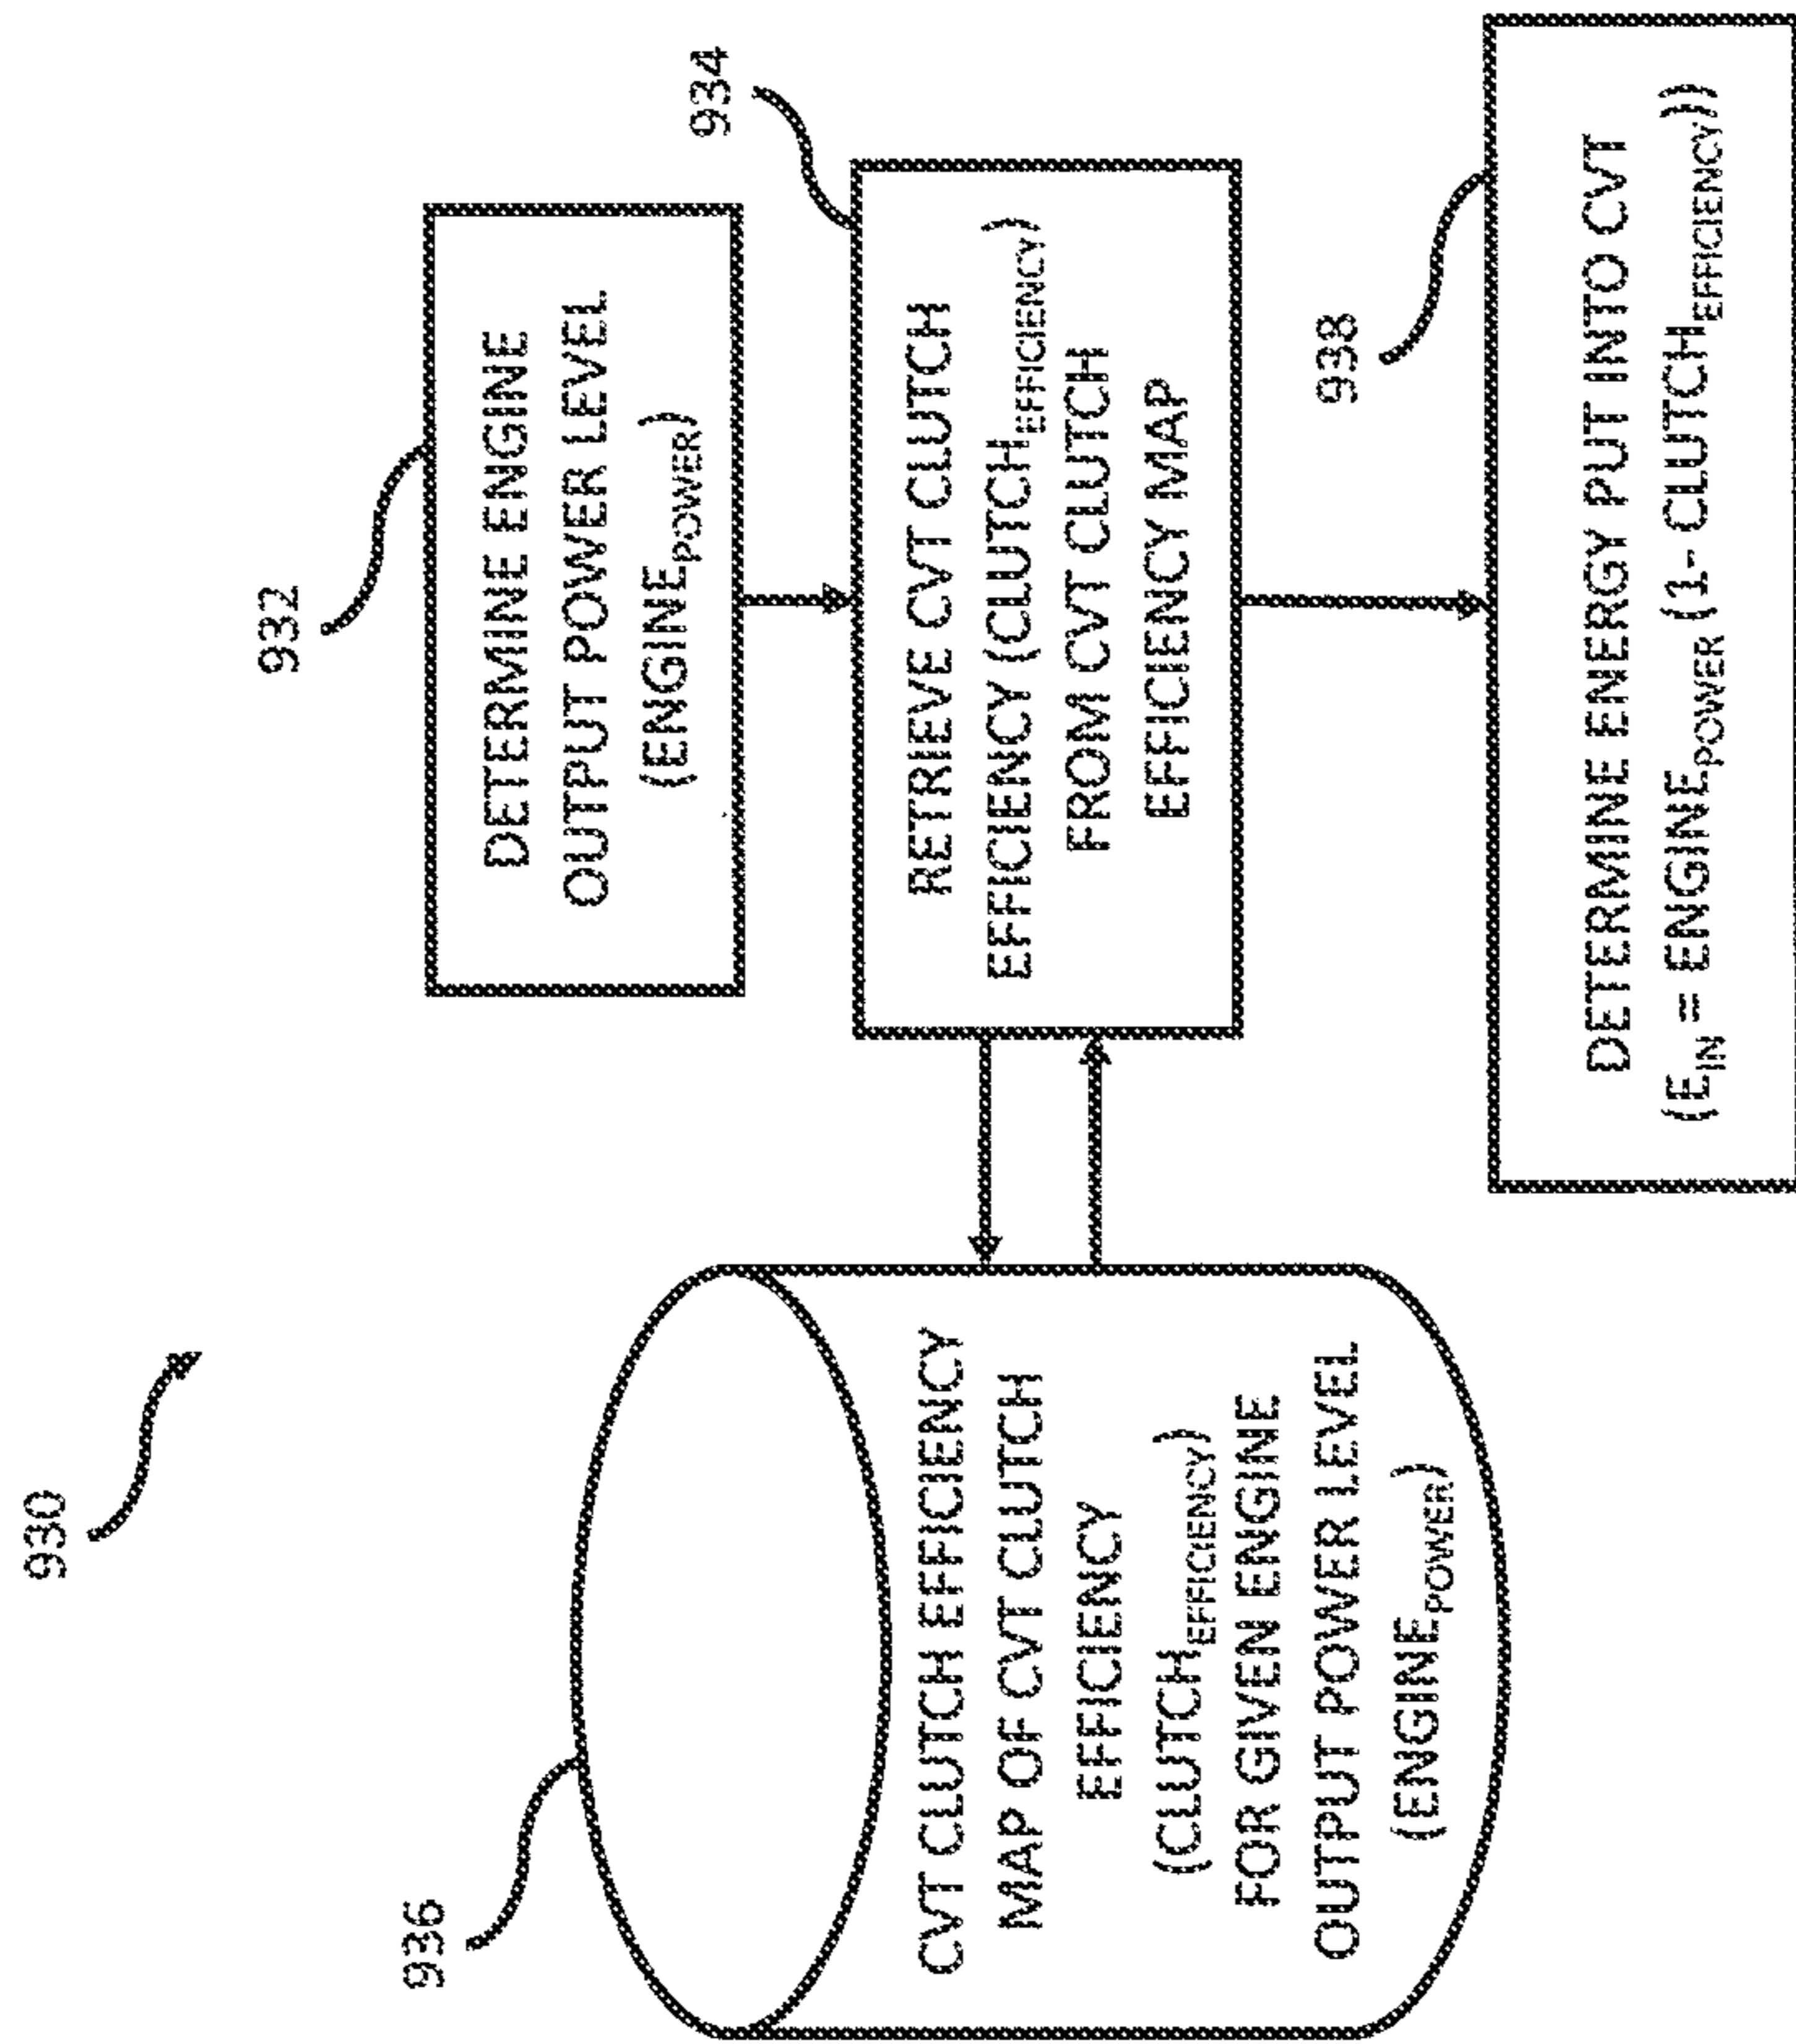 930
932
DETERMINE ENGINE
OUTPUT POWER LEVEL
(ENGINEPOWER)
934
RETRIEVE CVT CLUTCH
EFFICIENCY (CLUTCHEFFICIENCY)
FROM CVT CLUTCH
EFFICIENCY MAP
936
CVT CLUTCH EFFICIENCY
MAP OF CVT CLUTCH
EFFICIENCY
(CLUTCHEFFICIENCY)
FOR GIVEN ENGINE
OUTPUT POWER LEVEL
(ENGINEPOWER)
938
DETERMINE ENERGY PUT INTO CVT
(EIN = ENGINEPOWER (1- CLUTCHEFFICIENCY))